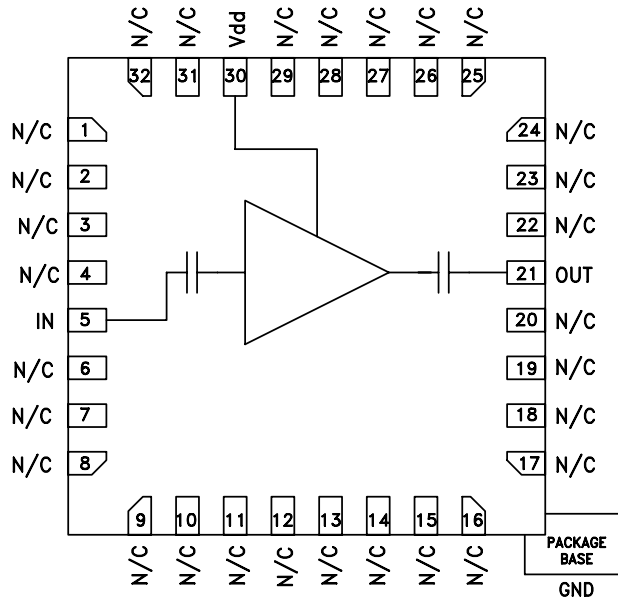 N/C N/C Vdd N/C N/C N/C N/C N/C
32 31 30 29 28 27 26 25
N/C 1 24 N/C
N/C 2 23 N/C
N/C 3 22 N/C
N/C 4 21 OUT
IN 5 20 N/C
N/C 6 19 N/C
N/C 7 18 N/C
N/C 8 17 N/C
9 10 11 12 13 14 15 16
N/C N/C N/C N/C N/C N/C N/C N/C
PACKAGE
BASE
GND